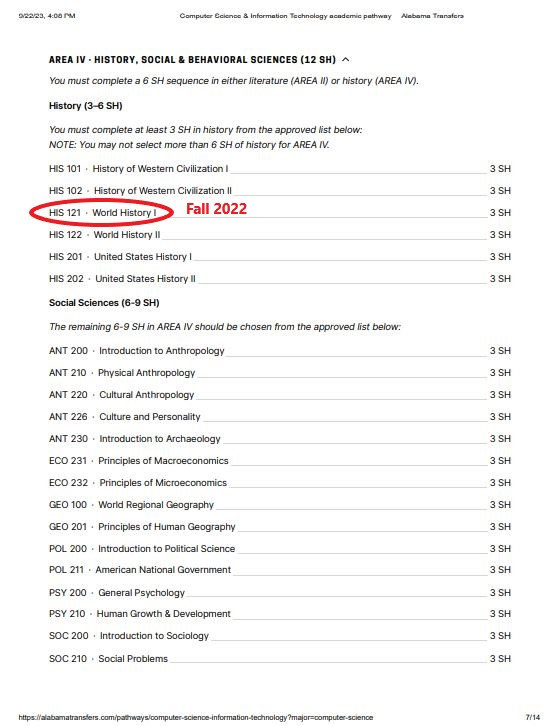 9/22/23, 4:08 PM Computer Science & Information Technology academic pathway Alabama Transfers
AREA IV · HISTORY, SOCIAL & BEHAVIORAL SCIENCES (12 SH)
You must complete a 6 SH sequence in either literature (AREA II) or history (AREA IV).
History (3–6 SH)
You must complete at least 3 SH in history from the approved list below:
NOTE: You may not select more than 6 SH of history for AREA IV.
HIS 101 · History of Western Civilization I 3 SH
HIS 102 · History of Western Civilization II 3 SH
HIS 121 · World History I Fall 2022 3 SH
HIS 122 · World History II 3 SH
HIS 201 · United States History I 3 SH
HIS 202 · United States History II 3 SH
Social Sciences (6-9 SH)
The remaining 6-9 SH in AREA IV should be chosen from the approved list below:
ANT 200 · Introduction to Anthropology 3 SH
ANT 210 · Physical Anthropology 3 SH
ANT 220 · Cultural Anthropology 3 SH
ANT 226 · Culture and Personality 3 SH
ANT 230 · Introduction to Archaeology 3 SH
ECO 231 · Principles of Macroeconomics 3 SH
ECO 232 · Principles of Microeconomics 3 SH
GEO 100 · World Regional Geography 3 SH
GEO 201 · Principles of Human Geography 3 SH
POL 200 · Introduction to Political Science 3 SH
POL 211 · American National Government 3 SH
PSY 200 · General Psychology 3 SH
PSY 210 · Human Growth & Development 3 SH
SOC 200 · Introduction to Sociology 3 SH
SOC 210 · Social Problems 3 SH
https://alabamatransfers.com/pathways/computer-science-information-technology?major=computer-science 7/14